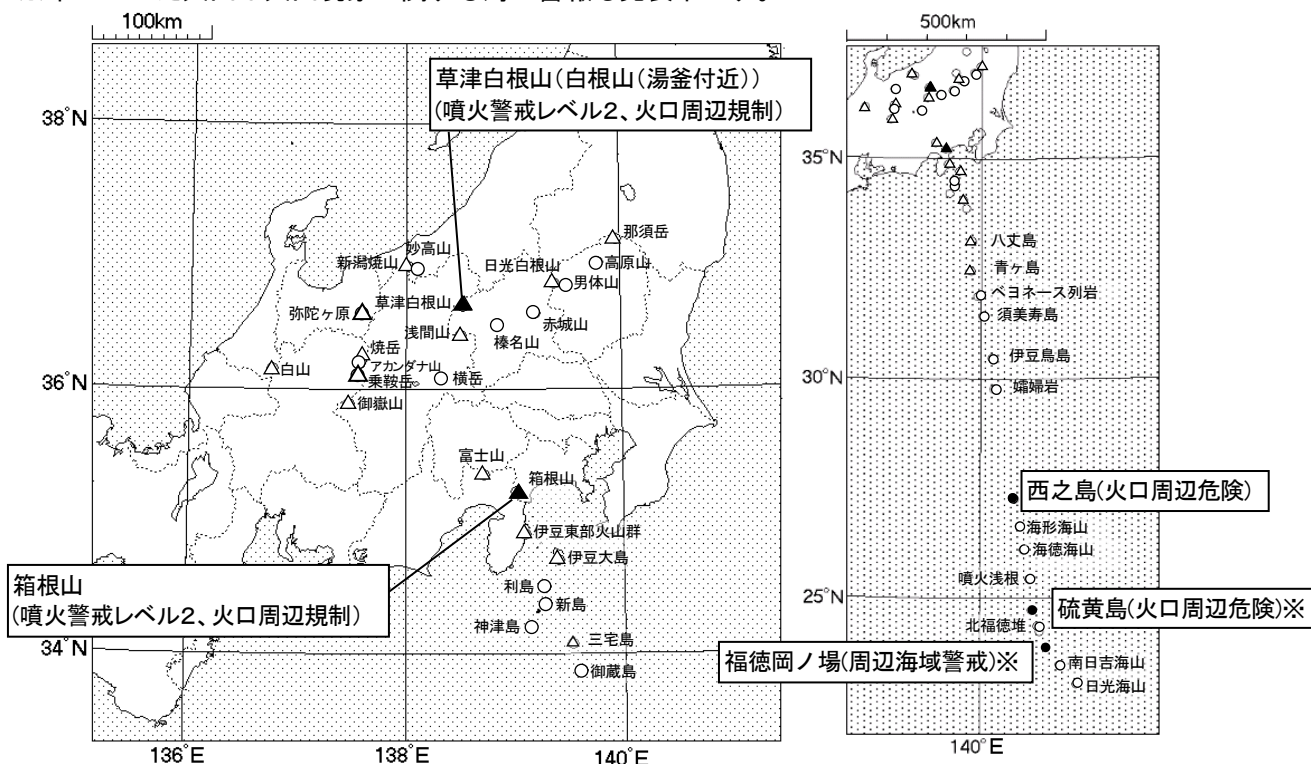 100km
38°N
36°N
34°N
136°E
138°E
140°E
草津白根山(白根山(湯釜付近))
(噴火警戒レベル2、火口周辺規制)
那須岳
妙高山
新潟焼山
日光白根山
高原山
男体山
草津白根山
弥陀ヶ原
赤城山
浅間山
榛名山
焼岳
アカンダナ山
白山
乗鞍岳
横岳
御嶽山
富士山
箱根山
伊豆東部火山群
伊豆大島
利島
新島
神津島
三宅島
御蔵島
箱根山
(噴火警戒レベル2、火口周辺規制)
500km
35°N
30°N
25°N
140°E
八丈島
青ヶ島
ベヨネース列岩
須美寿島
伊豆鳥島
孀婦岩
西之島(火口周辺危険)
海形海山
海徳海山
噴火浅根
硫黄島(火口周辺危険)※
北福徳堆
福徳岡ノ場(周辺海域警戒)※
南日吉海山
日光海山